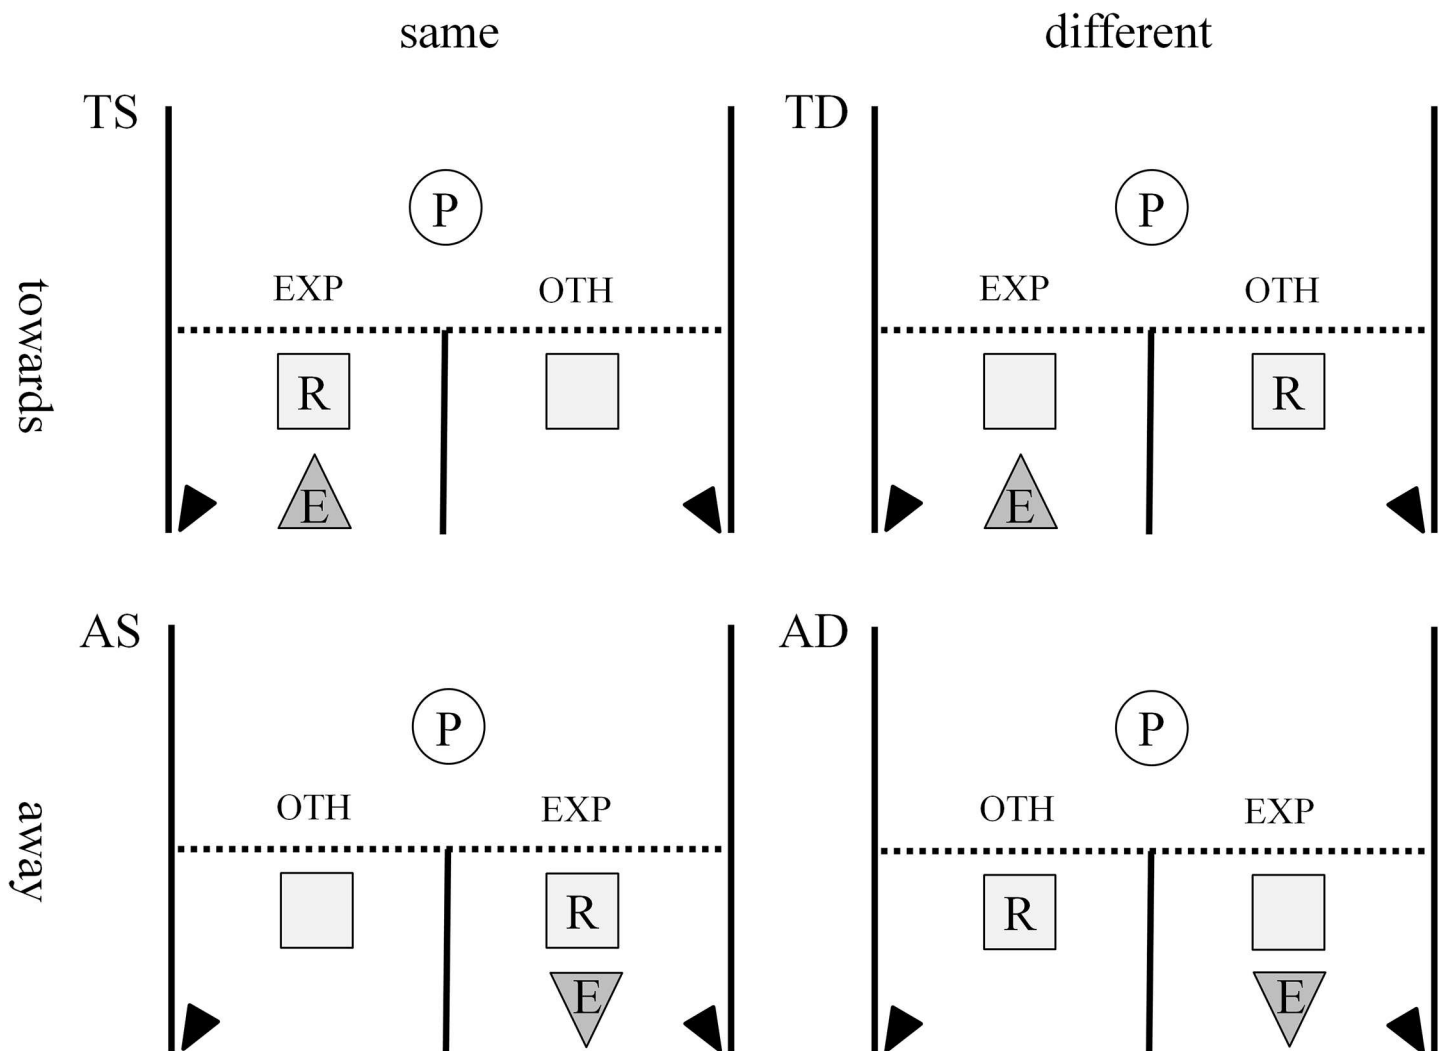 same
different
TS
TD
P
P
EXP
OTH
EXP
OTH
towards
R
R
E
E
AS
AD
P
P
OTH
EXP
OTH
EXP
away
R
R
E
E